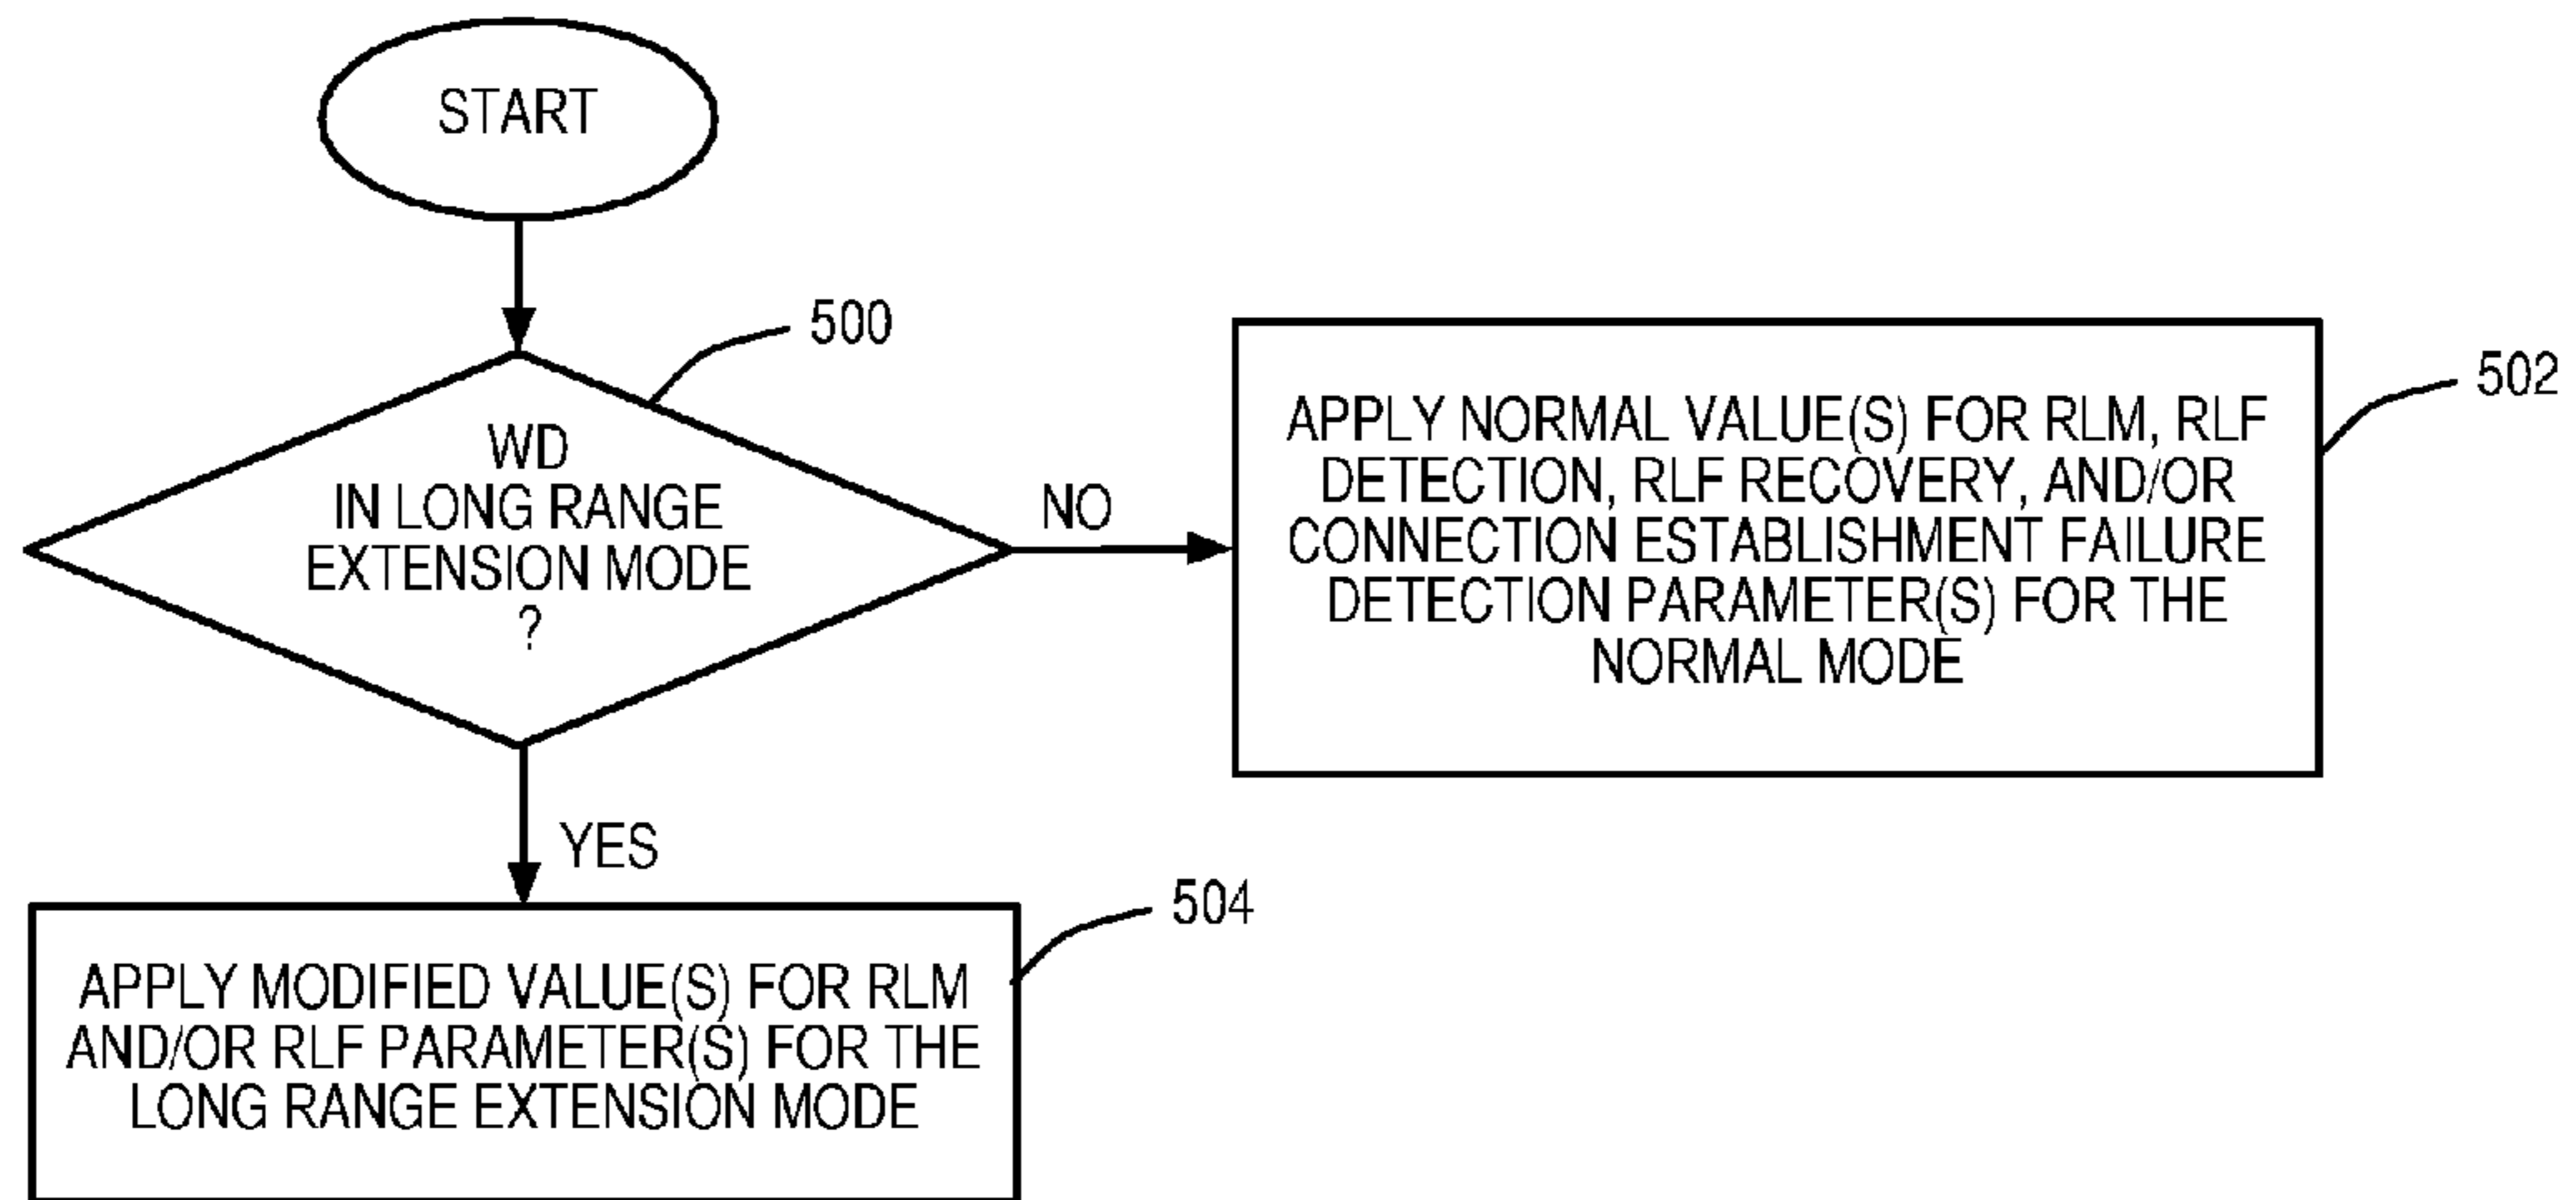 START
500
WD
IN LONG RANGE
EXTENSION MODE
?
NO
APPLY NORMAL VALUE(S) FOR RLM, RLF
DETECTION, RLF RECOVERY, AND/OR
CONNECTION ESTABLISHMENT FAILURE
DETECTION PARAMETER(S) FOR THE
NORMAL MODE
502
YES
504
APPLY MODIFIED VALUE(S) FOR RLM
AND/OR RLF PARAMETER(S) FOR THE
LONG RANGE EXTENSION MODE